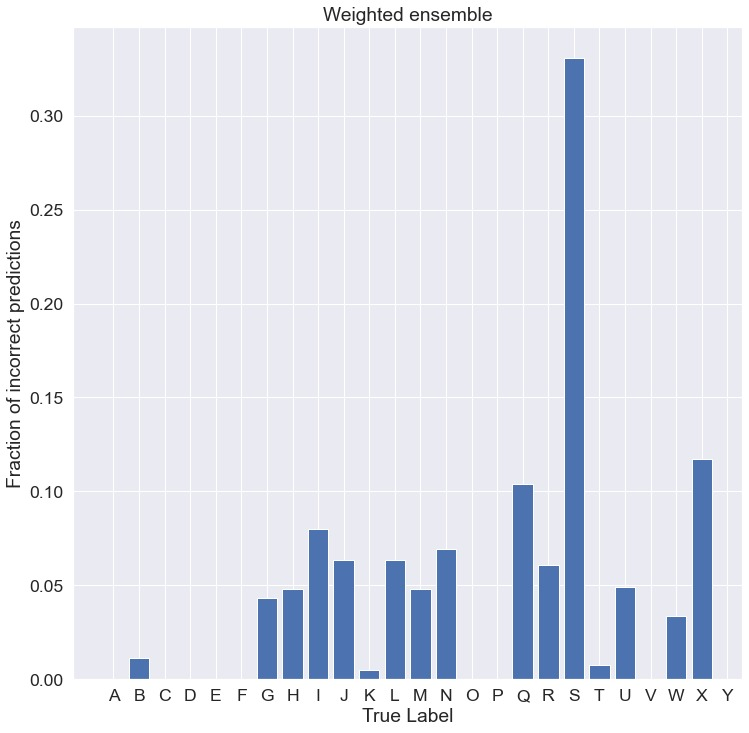 Weighted ensemble
Fraction of incorrect predictions
0.30
0.25
0.20
0.15
0.10
0.05
0.00
A B C D E F G H I J K L M N O P Q R S T U V W X Y
True Label